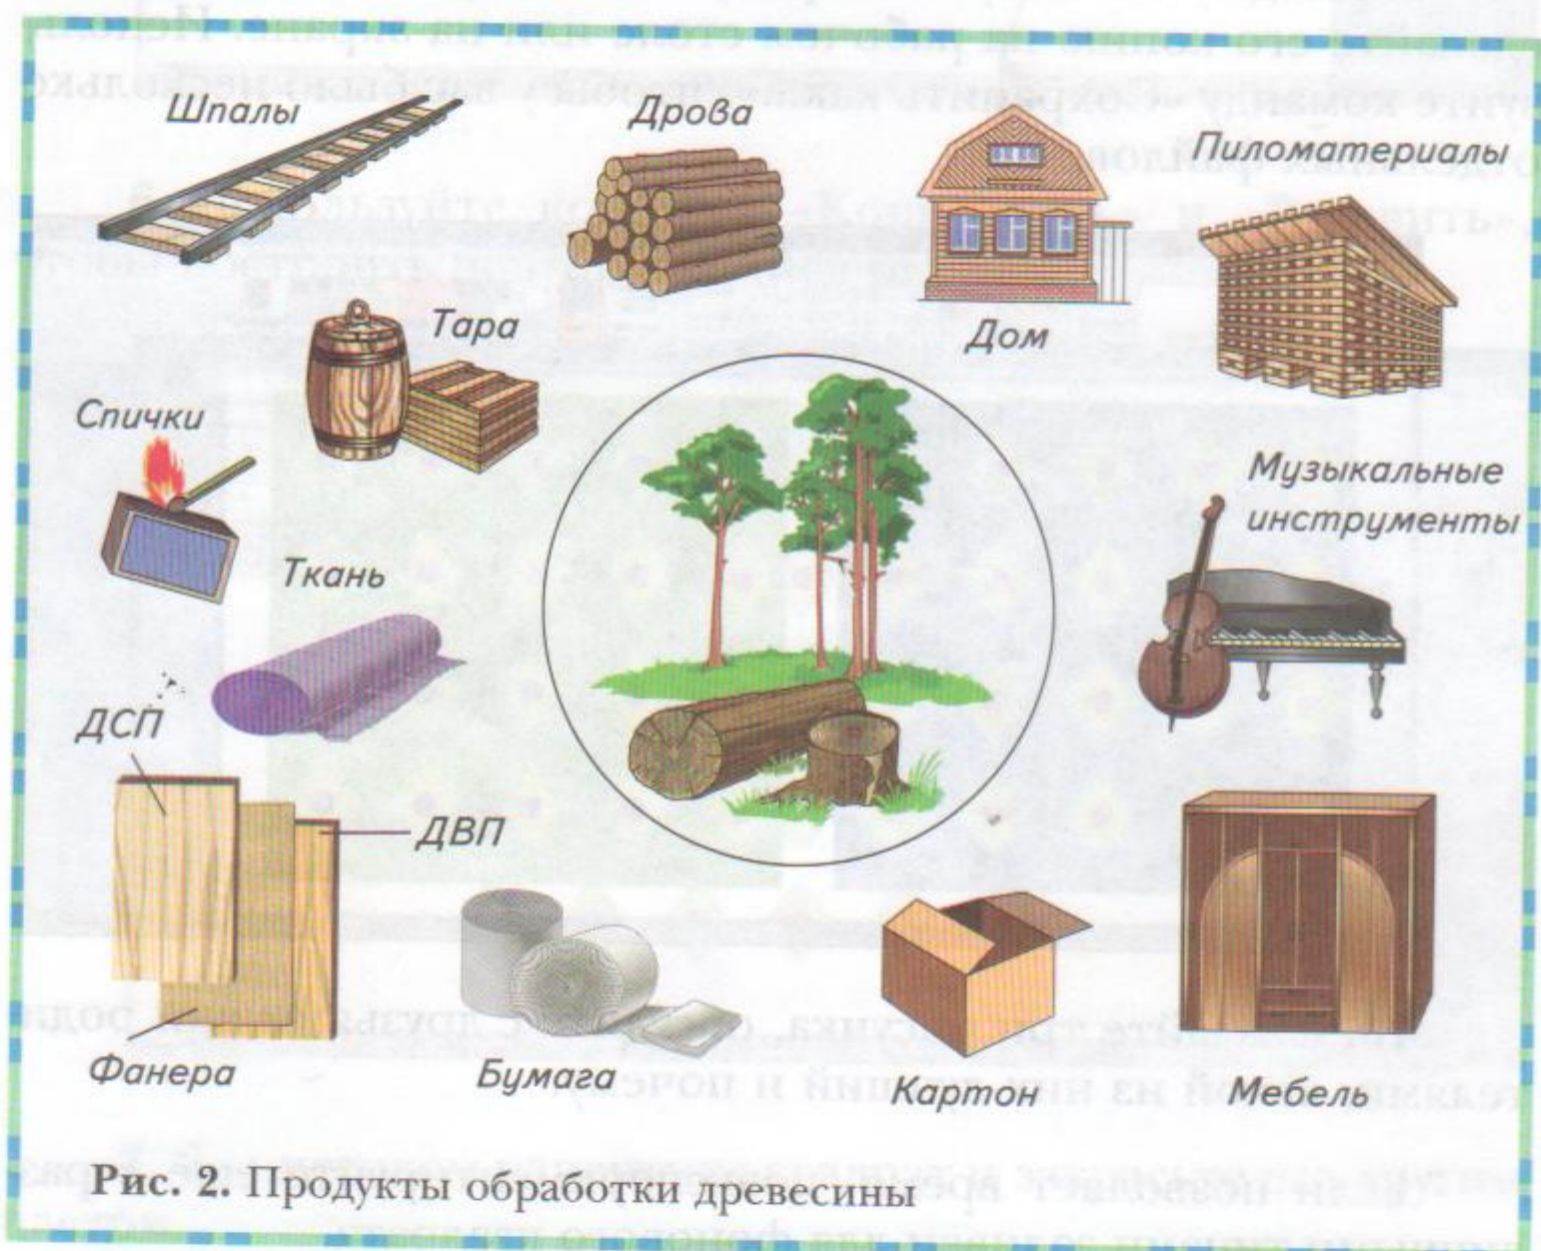 Шпалы
Дрова
Пиломатериалы
Дом
Тара
Спички
Музыкальные
инструменты
Ткань
ДСП
ДВП
Фанера
Бумага
Картон
Мебель
Рис. 2. Продукты обработки древесины